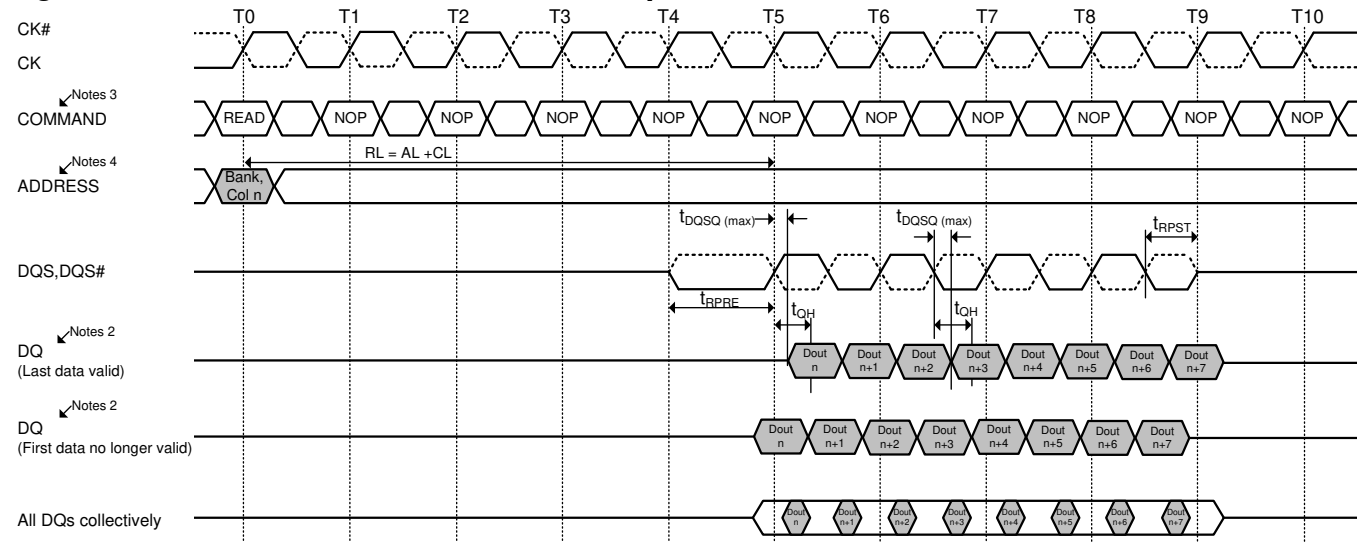 T0 T1 T2 T3 T4 T5 T6 T7 T8 T9 T10
CK#
CK
Notes 3
COMMAND
READ NOP NOP NOP NOP NOP NOP NOP NOP NOP NOP
RL = AL +CL
Notes 4
ADDRESS
Bank,
Col n
tDQSQ (max) tDQSQ (max) tRPST
DQS,DQS#
tRPRE
tQH tQH
Notes 2
DQ
(Last data valid)
Dout n Dout n+1 Dout n+2 Dout n+3 Dout n+4 Dout n+5 Dout n+6 Dout n+7
Notes 2
DQ
(First data no longer valid)
Dout n Dout n+1 Dout n+2 Dout n+3 Dout n+4 Dout n+5 Dout n+6 Dout n+7
All DQs collectively
Dout n Dout n+1 Dout n+2 Dout n+3 Dout n+4 Dout n+5 Dout n+6 Dout n+7